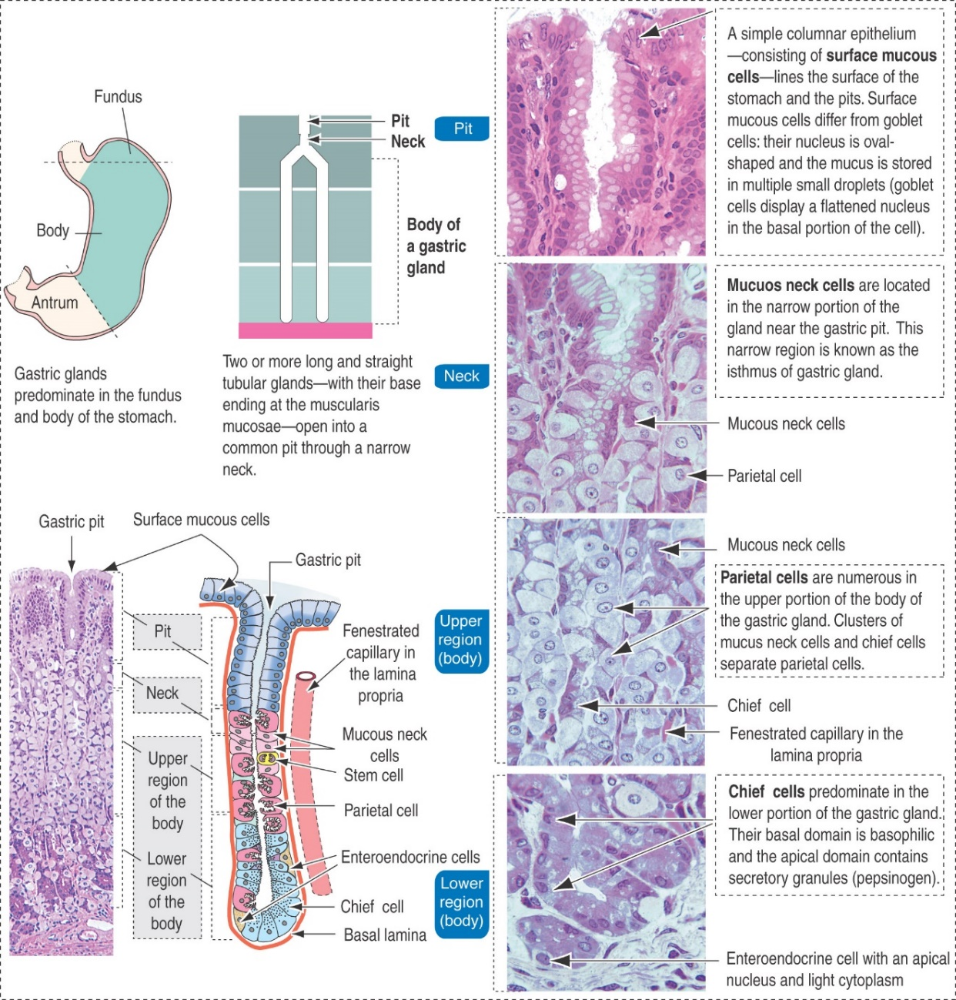 Fundus
Body
Antrum
Gastric glands
predominate in the fundus
and body of the stomach.
Pit
Neck
Body of
a gastric
gland
Two or more long and straight
tubular glands—with their base
ending at the muscularis
mucosae—open into a
common pit through a narrow
neck.
Pit
A simple columnar epithelium
—consisting of surface mucous
cells—lines the surface of the
stomach and the pits. Surface
mucous cells differ from goblet
cells: their nucleus is oval-
shaped and the mucus is stored
in multiple small droplets (goblet
cells display a flattened nucleus
in the basal portion of the cell).
Neck
Mucuos neck cells are located
in the narrow portion of the
gland near the gastric pit. This
narrow region is known as the
isthmus of gastric gland.
Mucous neck cells
Parietal cell
Gastric pit
Surface mucous cells
Gastric pit
Pit
Neck
Upper
region
of the
body
Lower
region
of the
body
Fenestrated
capillary in
the lamina
propria
Mucous neck
cells
Stem cell
Parietal cell
Enteroendocrine cells
Chief cell
Basal lamina
Upper
region
(body)
Mucous neck cells
Parietal cells are numerous in
the upper portion of the body of
the gastric gland. Clusters of
mucus neck cells and chief cells
separate parietal cells.
Chief cell
Fenestrated capillary in the
lamina propria
Lower
region
(body)
Chief cells predominate in the
lower portion of the gastric gland.
Their basal domain is basophilic
and the apical domain contains
secretory granules (pepsinogen).
Enteroendocrine cell with an apical
nucleus and light cytoplasm